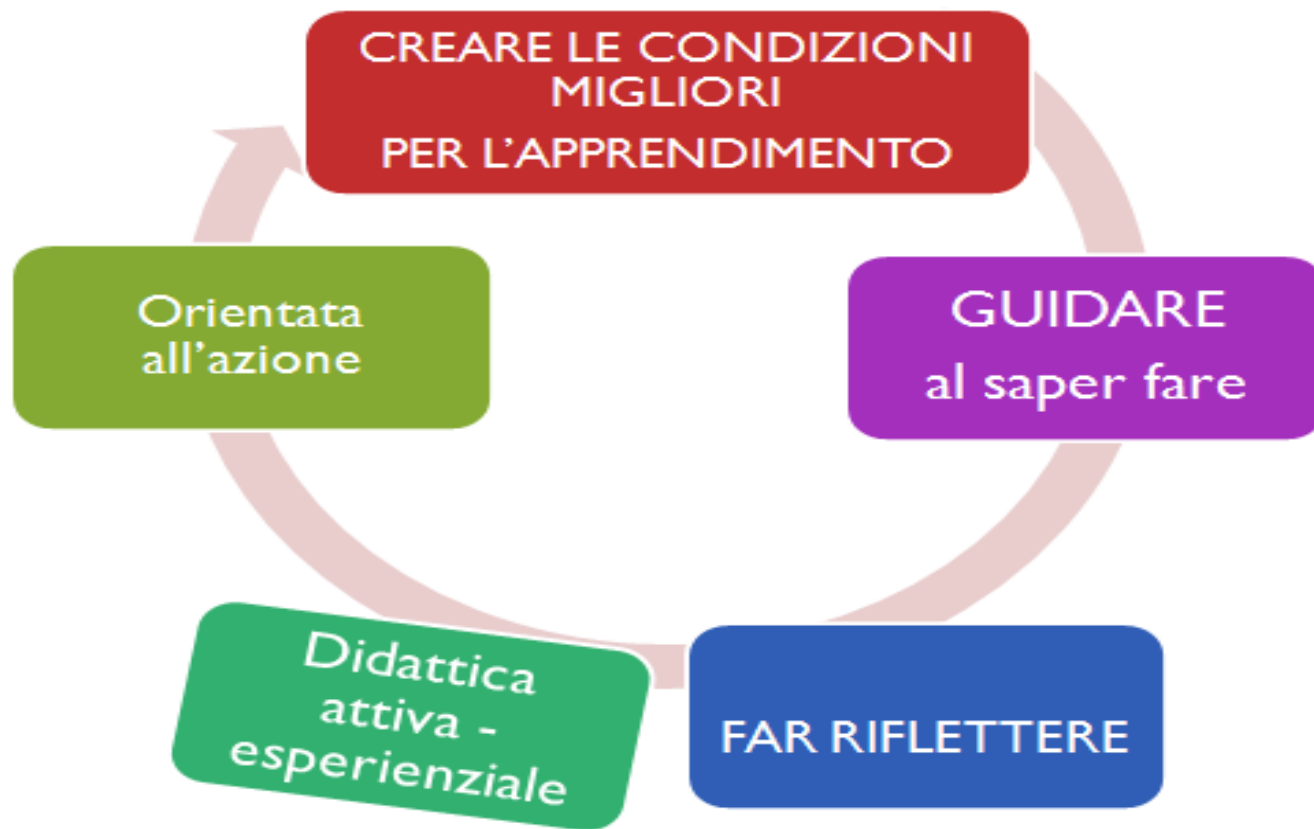 CREARE LE CONDIZIONI
MIGLIORI
PER L'APPRENDIMENTO
GUIDARE
al saper fare
FAR RIFLETTERE
Didattica
attiva -
esperienziale
Orientata
all'azione